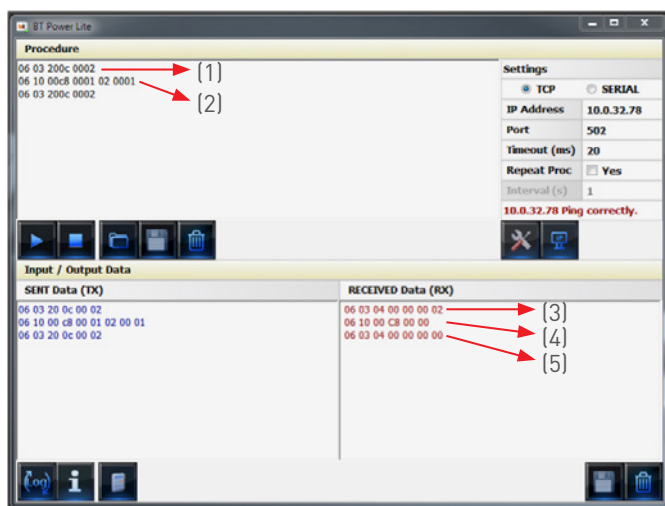 BT Power Lite
Procedure
06 03 200c 0002
(1)
06 10 00c8 0001 02 0001
(2)
06 03 200c 0002
Settings
TCP SERIAL
IP Address 10.0.32.78
Port 502
Timeout (ms) 20
Repeat Proc Yes
Interval (s) 1
10.0.32.78 Ping correctly.
Input / Output Data
SENT Data (TX)
06 03 20 0c 00 02
06 10 00 c8 00 01 02 00 01
06 03 20 0c 00 02
RECEIVED Data (RX)
06 03 04 00 00 00 02
(3)
06 10 00 C8 00 00
(4)
06 03 04 00 00 00 00
(5)
Log
i